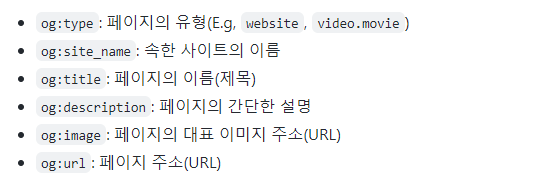 og:type : 페이지의 유형(E.g, website, video.movie)
og:site_name : 속한 사이트의 이름
og:title : 페이지의 이름(제목)
og:description : 페이지의 간단한 설명
og:image : 페이지의 대표 이미지 주소(URL)
og:url : 페이지 주소(URL)